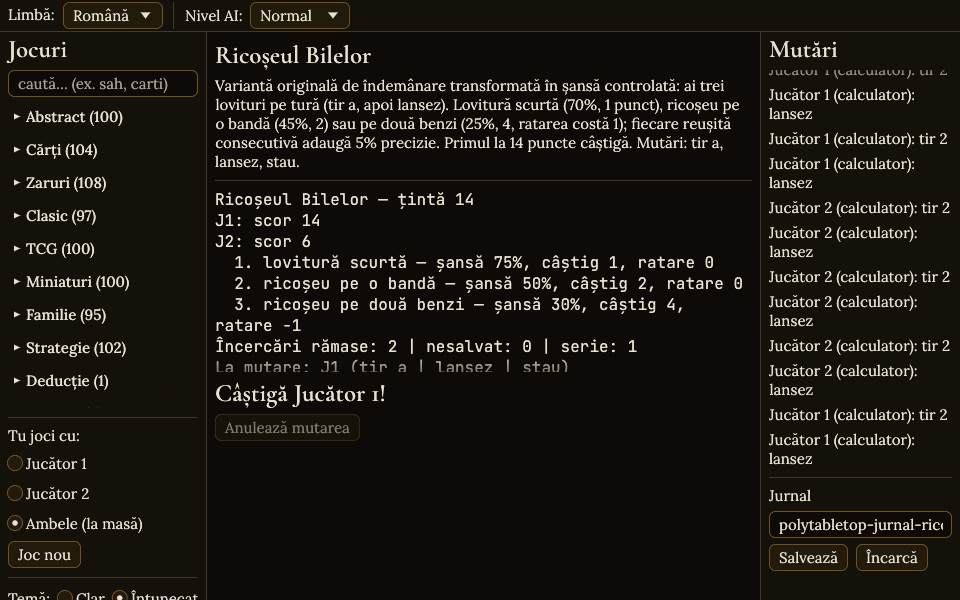 Limbă: Română ▼ Nivel AI: Normal ▼
Jocuri
caută... (ex. sah, carti)
▸ Abstract (100)
▸ Cărți (104)
▸ Zaruri (108)
▸ Clasic (97)
▸ TCG (100)
▸ Miniaturi (100)
▸ Familie (95)
▸ Strategie (102)
▸ Deducție (1)
Tu joci cu:
Jucător 1
Jucător 2
Ambele (la masă)
Joc nou
Temă: Clar Întunecat
Ricoșeul Bilelor
Variantă originală de îndemânare transformată în șansă controlată: ai trei
lovituri pe tură (tir a, apoi lansez). Lovitură scurtă (70%, 1 punct), ricoșeu pe
o bandă (45%, 2) sau pe două benzi (25%, 4, ratarea costă 1); fiecare reușită
consecutivă adaugă 5% precizie. Primul la 14 puncte câștigă. Mutări: tir a,
lansez, stau.
Ricoșeul Bilelor — țintă 14
J1: scor 14
J2: scor 6
1. lovitură scurtă — șansă 75%, câștig 1, ratare 0
2. ricoșeu pe o bandă — șansă 50%, câștig 2, ratare 0
3. ricoșeu pe două benzi — șansă 30%, câștig 4,
ratare -1
Încercări rămase: 2 | nesalvat: 0 | serie: 1
La mutare: J1 (tir a | lansez | stau)
Câștigă Jucător 1!
Anulează mutarea
Mutări
Jucător 1 (calculator): tir 2
Jucător 1 (calculator):
lansez
Jucător 1 (calculator): tir 2
Jucător 1 (calculator):
lansez
Jucător 2 (calculator): tir 2
Jucător 2 (calculator):
lansez
Jucător 2 (calculator): tir 2
Jucător 2 (calculator):
lansez
Jucător 2 (calculator): tir 2
Jucător 2 (calculator):
lansez
Jucător 1 (calculator): tir 2
Jucător 1 (calculator):
lansez
Jurnal
polytabletop-jurnal-rico
Salvează Încarcă